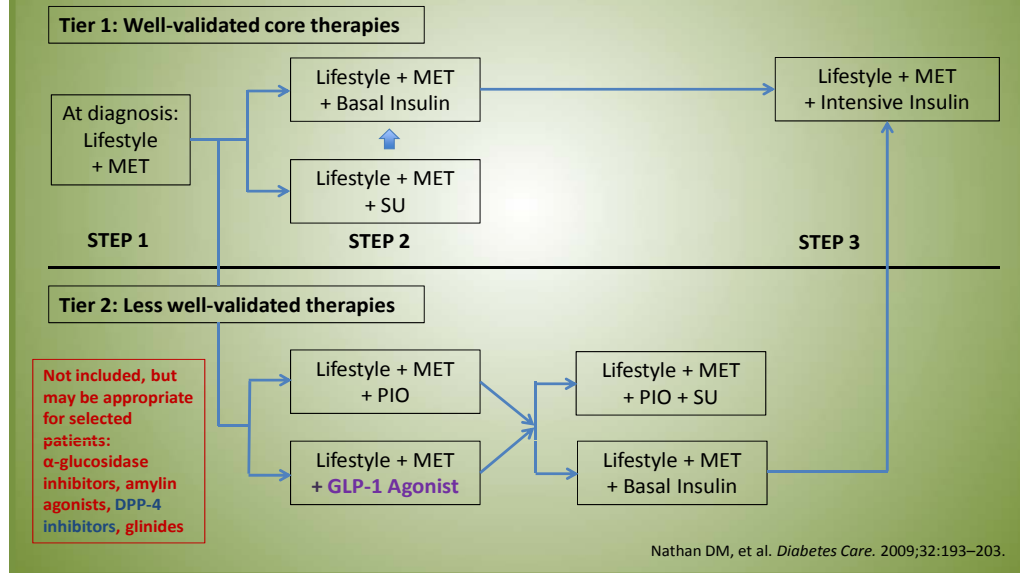 Tier 1: Well-validated core therapies
At diagnosis:
Lifestyle
+ MET
Lifestyle + MET
+ Basal Insulin
Lifestyle + MET
+ SU
Lifestyle + MET
+ Intensive Insulin
STEP 1
STEP 2
STEP 3
Tier 2: Less well-validated therapies
Not included, but
may be appropriate
for selected
patients:
α-glucosidase
inhibitors, amylin
agonists, DPP-4
inhibitors, glinides
Lifestyle + MET
+ PIO
Lifestyle + MET
+ GLP-1 Agonist
Lifestyle + MET
+ PIO + SU
Lifestyle + MET
+ Basal Insulin
Nathan DM, et al. Diabetes Care. 2009;32:193–203.